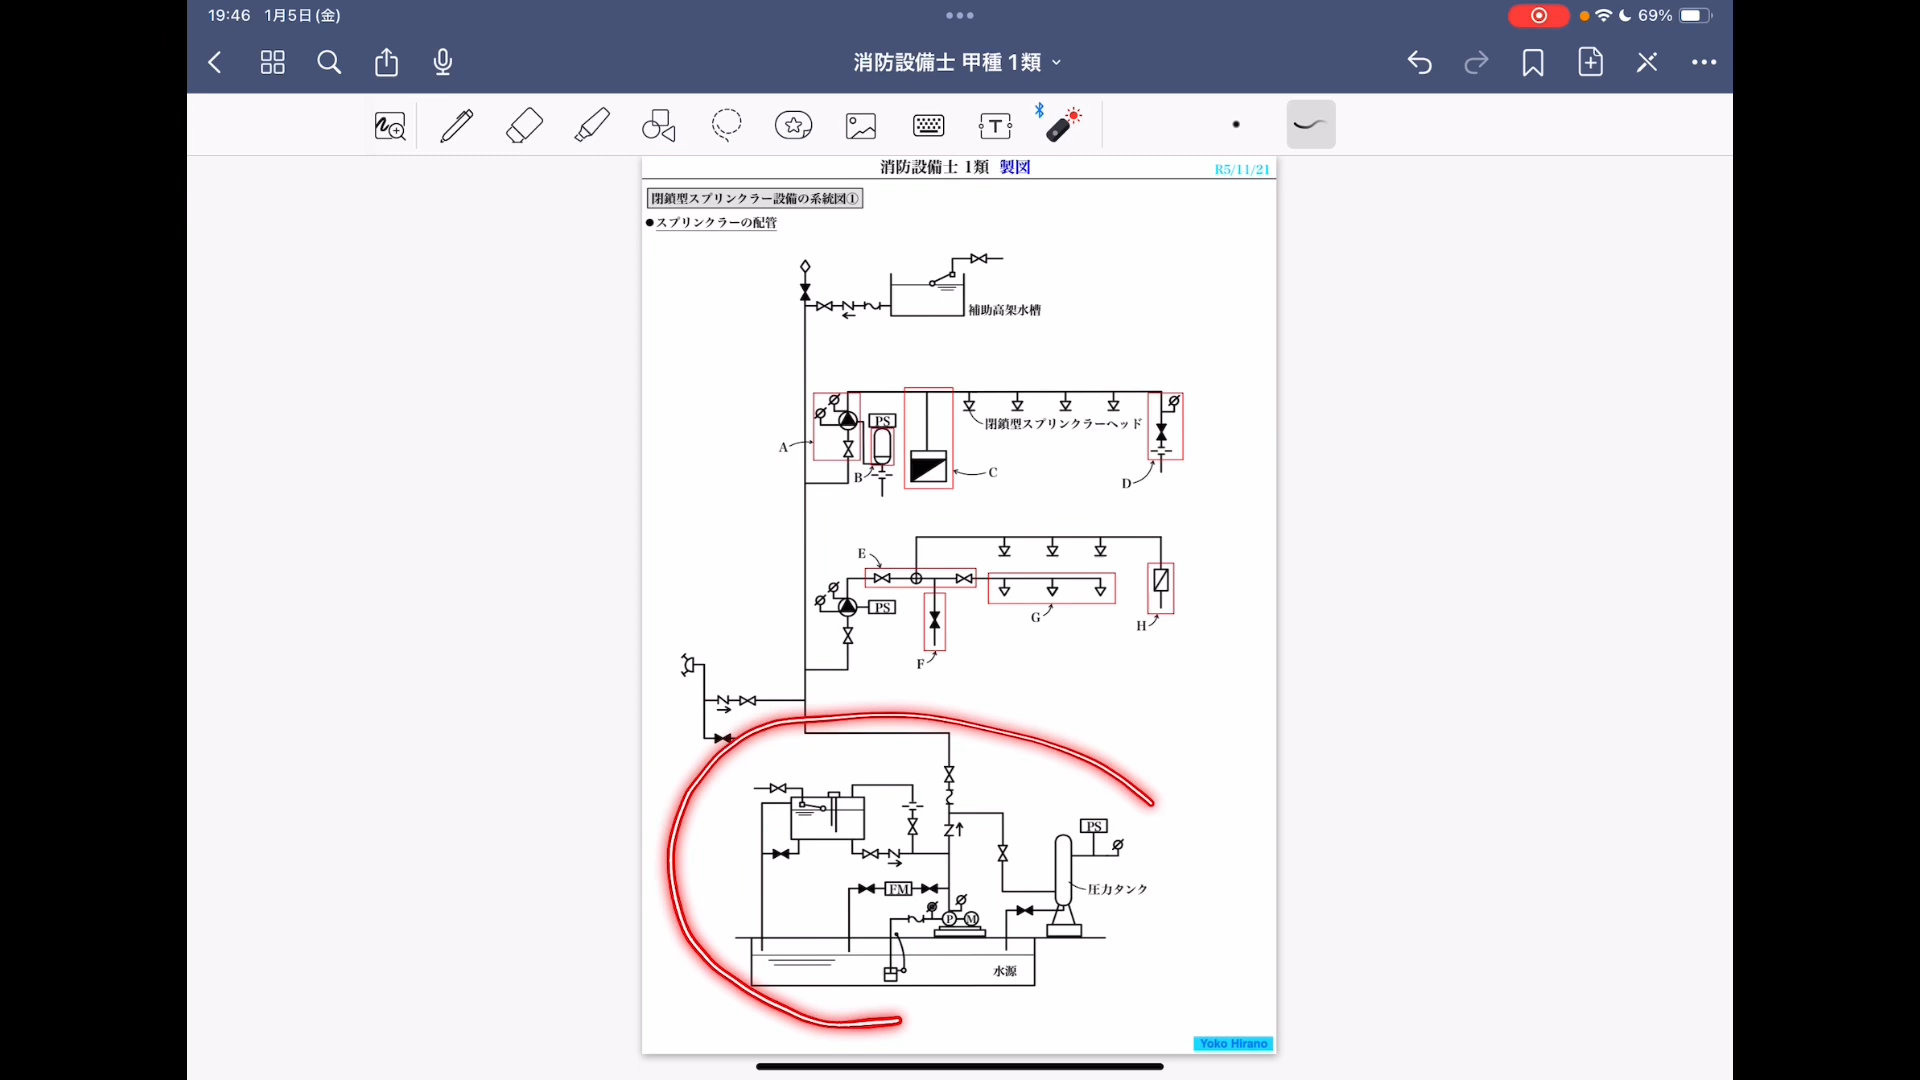 19:46 1月5日(金)
69%
消防設備士 甲種 1類
消防設備士 1類 製図
R5/11/21
閉鎖型スプリンクラー設備の系統図①
●スプリンクラーの配管
補助高架水槽
PS
閉鎖型スプリンクラーヘッド
A
B
C
D
E
PS
G
H
F
PS
圧力タンク
FM
P
M
水源
Yoko Hirano